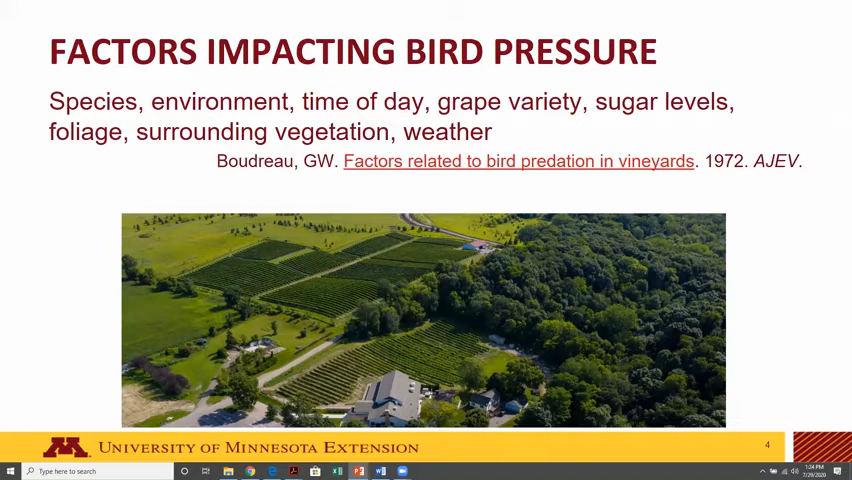 FACTORS IMPACTING BIRD PRESSURE
Species, environment, time of day, grape variety, sugar levels,
foliage, surrounding vegetation, weather
Boudreau, GW. Factors related to bird predation in vineyards. 1972. AJEV.
M UNIVERSITY OF MINNESOTA EXTENSION
4
Type here to search
1:24 PM
7/29/2020